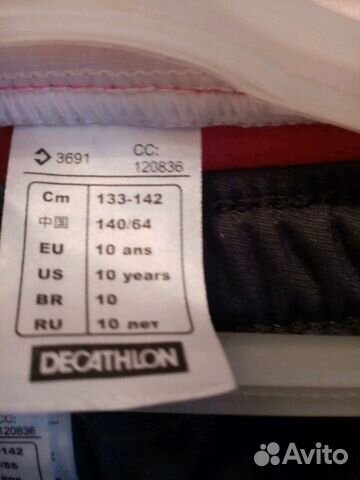 3691 CC:
120836
Cm 133-142
中国 140/64
EU 10 ans
US 10 years
BR 10
RU 10 лет
DECATHLON
CC:
120836
-142
Avito